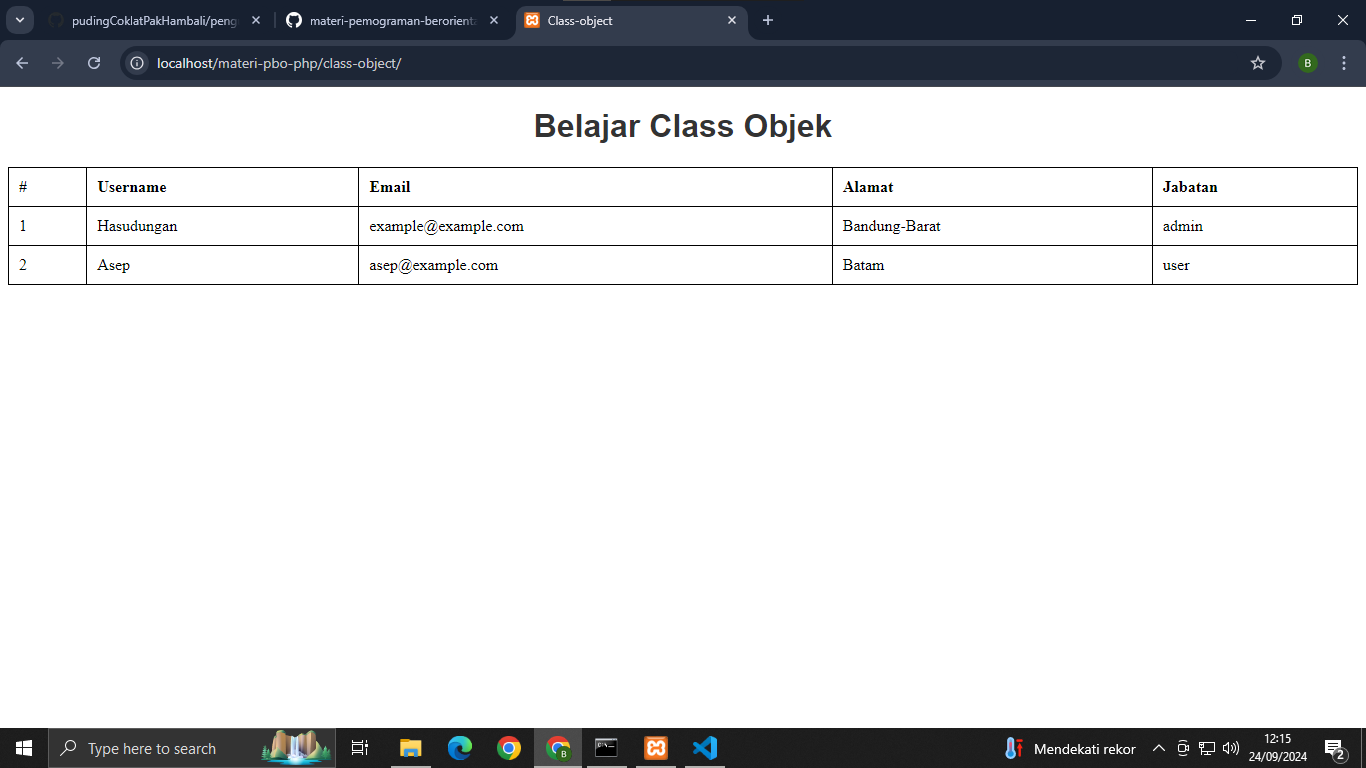 pudingCoklatPakHambali/peng
materi-pemograman-berorienta
Class-object
localhost/materi-pbo-php/class-object/
B
Belajar Class Objek
# Username Email Alamat Jabatan
1 Hasudungan example@example.com Bandung-Barat admin
2 Asep asep@example.com Batam user
Type here to search
B
Mendekati rekor
12:15
24/09/2024
2